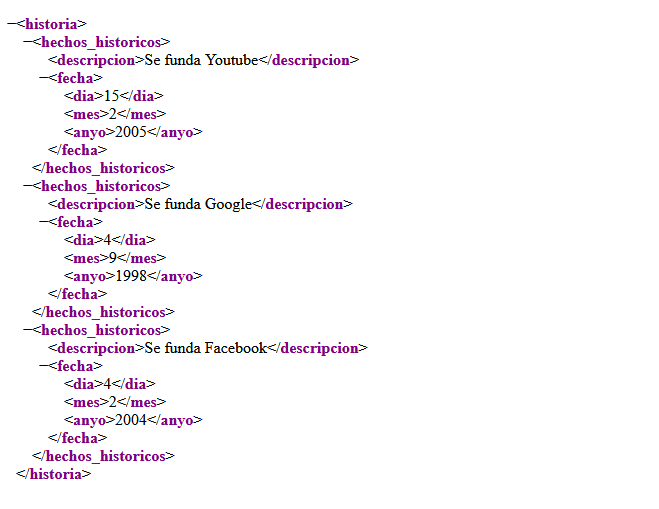 −<historia>
−<hechos_historicos>
<descripcion>Se funda Youtube</descripcion>
−<fecha>
<dia>15</dia>
<mes>2</mes>
<anyo>2005</anyo>
</fecha>
</hechos_historicos>
−<hechos_historicos>
<descripcion>Se funda Google</descripcion>
−<fecha>
<dia>4</dia>
<mes>9</mes>
<anyo>1998</anyo>
</fecha>
</hechos_historicos>
−<hechos_historicos>
<descripcion>Se funda Facebook</descripcion>
−<fecha>
<dia>4</dia>
<mes>2</mes>
<anyo>2004</anyo>
</fecha>
</hechos_historicos>
</historia>